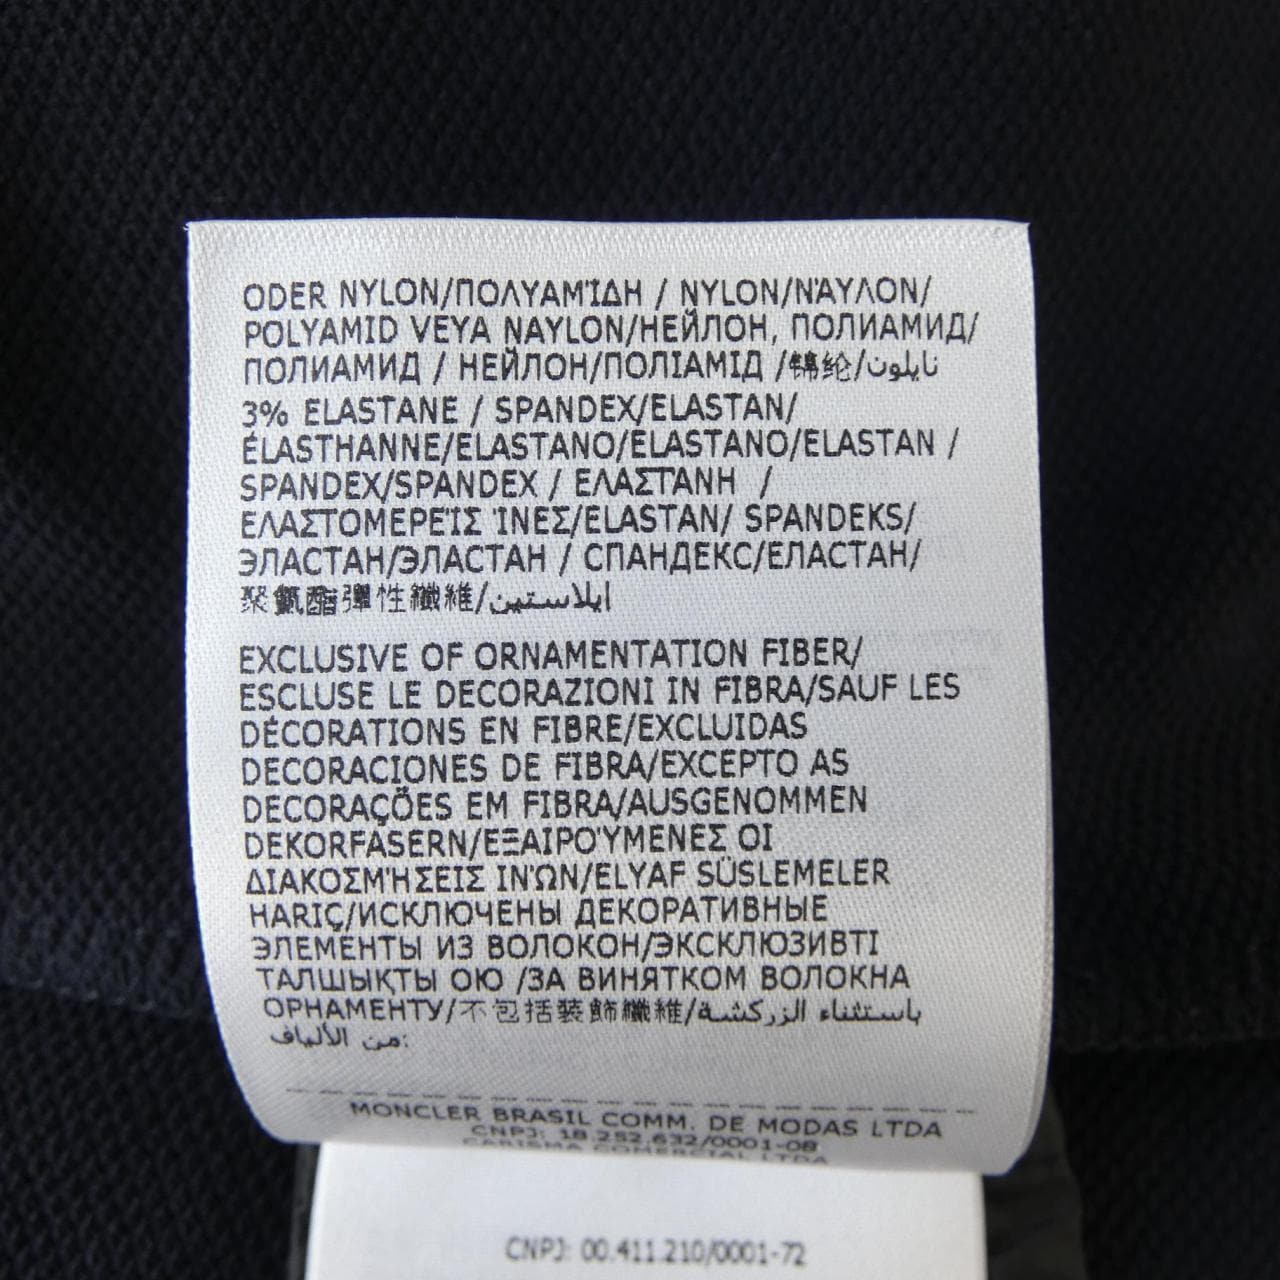 ODER NYLON/ΠΟΛΥΑΜΊΔΗ / NYLON/ΝΆΥΛΟΝ/
POLYAMID VEYA NAYLON/НЕЙЛОН, ПОЛИАМИД/
ПОЛИАМИД / НЕЙЛОН/ПОЛІАМІД /锦纶/نايلون
3% ELASTANE / SPANDEX/ELASTAN/
ÉLASTHANNE/ELASTANO/ELASTANO/ELASTAN /
SPANDEX/SPANDEX / ΕΛΑΣΤΆΝΗ /
ΕΛΑΣΤΟΜΕΡΕΊΣ ΊΝΕΣ/ELASTAN/ SPANDEKS/
ЭЛАСТАН/ЭЛАСТАН / СПАНДЕКС/ЕЛАСТАН/
聚氨酯彈性纖維/ايلاستين
EXCLUSIVE OF ORNAMENTATION FIBER/
ESCLUSE LE DECORAZIONI IN FIBRA/SAUF LES
DÉCORATIONS EN FIBRE/EXCLUIDAS
DECORACIONES DE FIBRA/EXCEPTO AS
DECORAÇÕES EM FIBRA/AUSGENOMMEN
DEKORFASERN/ΕΞΑΙΡΟΎΜΕΝΕΣ ΟΙ
ΔΙΑΚΟΣΜΉΣΕΙΣ ΙΝΏΝ/ELYAF SÜSLEMELER
HARIÇ/ИСКЛЮЧЕНЫ ДЕКОРАТИВНЫЕ
ЭЛЕМЕНТЫ ИЗ ВОЛОКОН/ЭКСКЛЮЗИВТІ
ТАЛШЫҚТЫ ОЮ /ЗА ВИНЯТКОМ ВОЛОКНА
ОРНАМЕНТУ/不包括装飾纖維/باستثناء الزركشة
من الألياف:
MONCLER BRASIL COMM. DE MODAS LTDA
CNPJ: 18.252.632/0001-08
CARISMA COMERCIAL LTDA
CNPJ: 00.411.210/0001-72